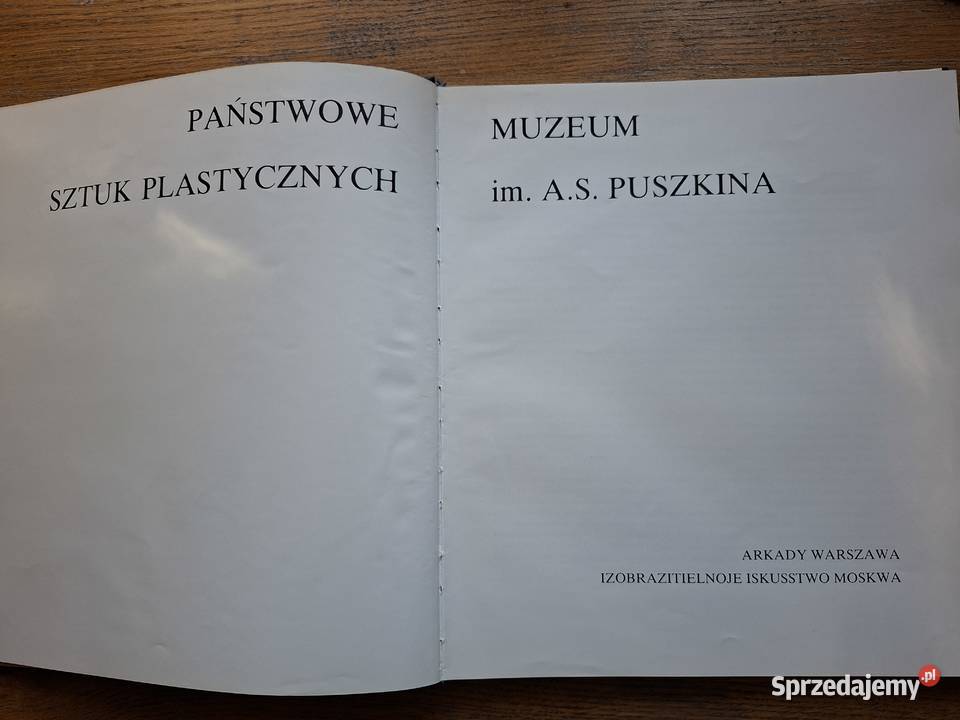 PAŃSTWOWE MUZEUM
SZTUK PLASTYCZNYCH im. A.S. PUSZKINA
ARKADY WARSZAWA
IZOBRAZITIELNOJE ISKUSSTWO MOSKWA
Sprzedajemy.pl